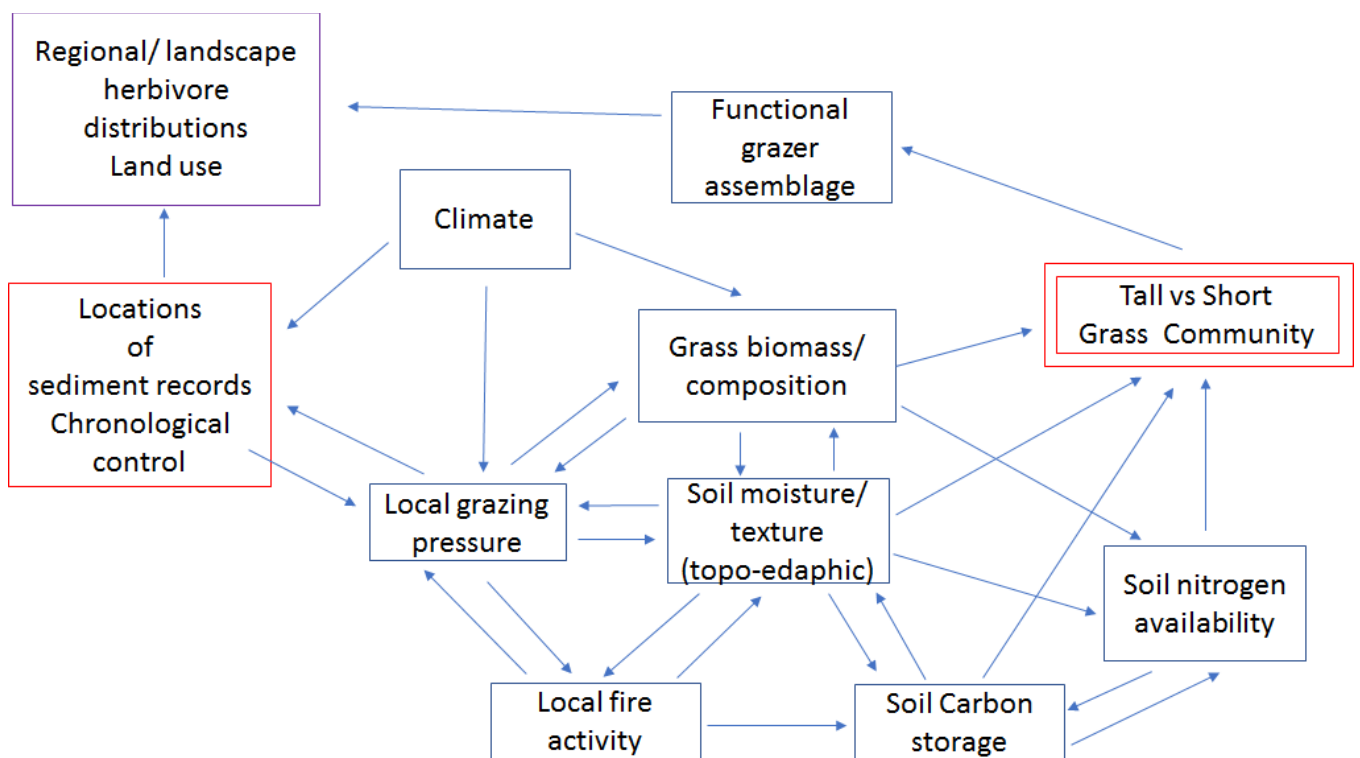 Regional/ landscape
herbivore
distributions
Land use
Functional
grazer
assemblage
Climate
Locations
of
sediment records
Chronological
control
Grass biomass/
composition
Tall vs Short
Grass Community
Local grazing
pressure
Soil moisture/
texture
(topo-edaphic)
Soil nitrogen
availability
Local fire
activity
Soil Carbon
storage